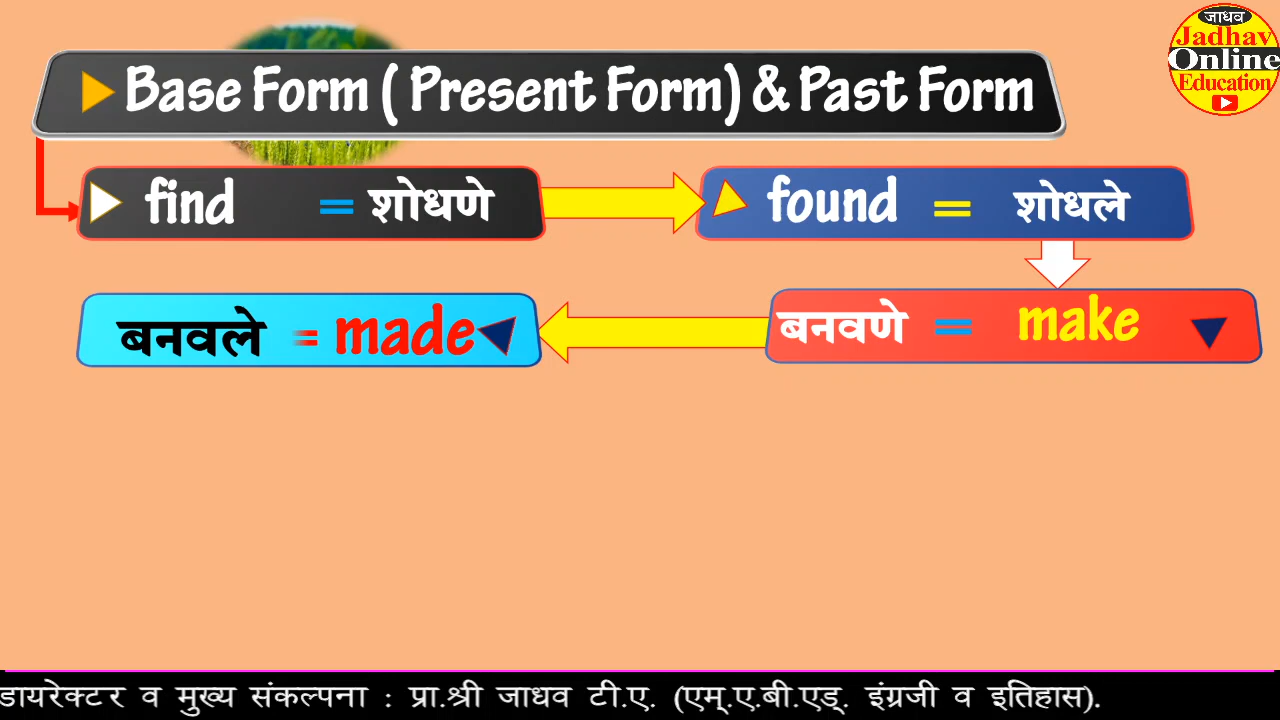 जाधव
Jadhav
Online
Education
Base Form ( Present Form) & Past Form
find = शोधणे
found = शोधले
बनवले = made
बनवणे = make
डायरेक्टर व मुख्य संकल्पना : प्रा.श्री जाधव टी.ए. (एम्.ए.बी.एड्. इंग्रजी व इतिहास).